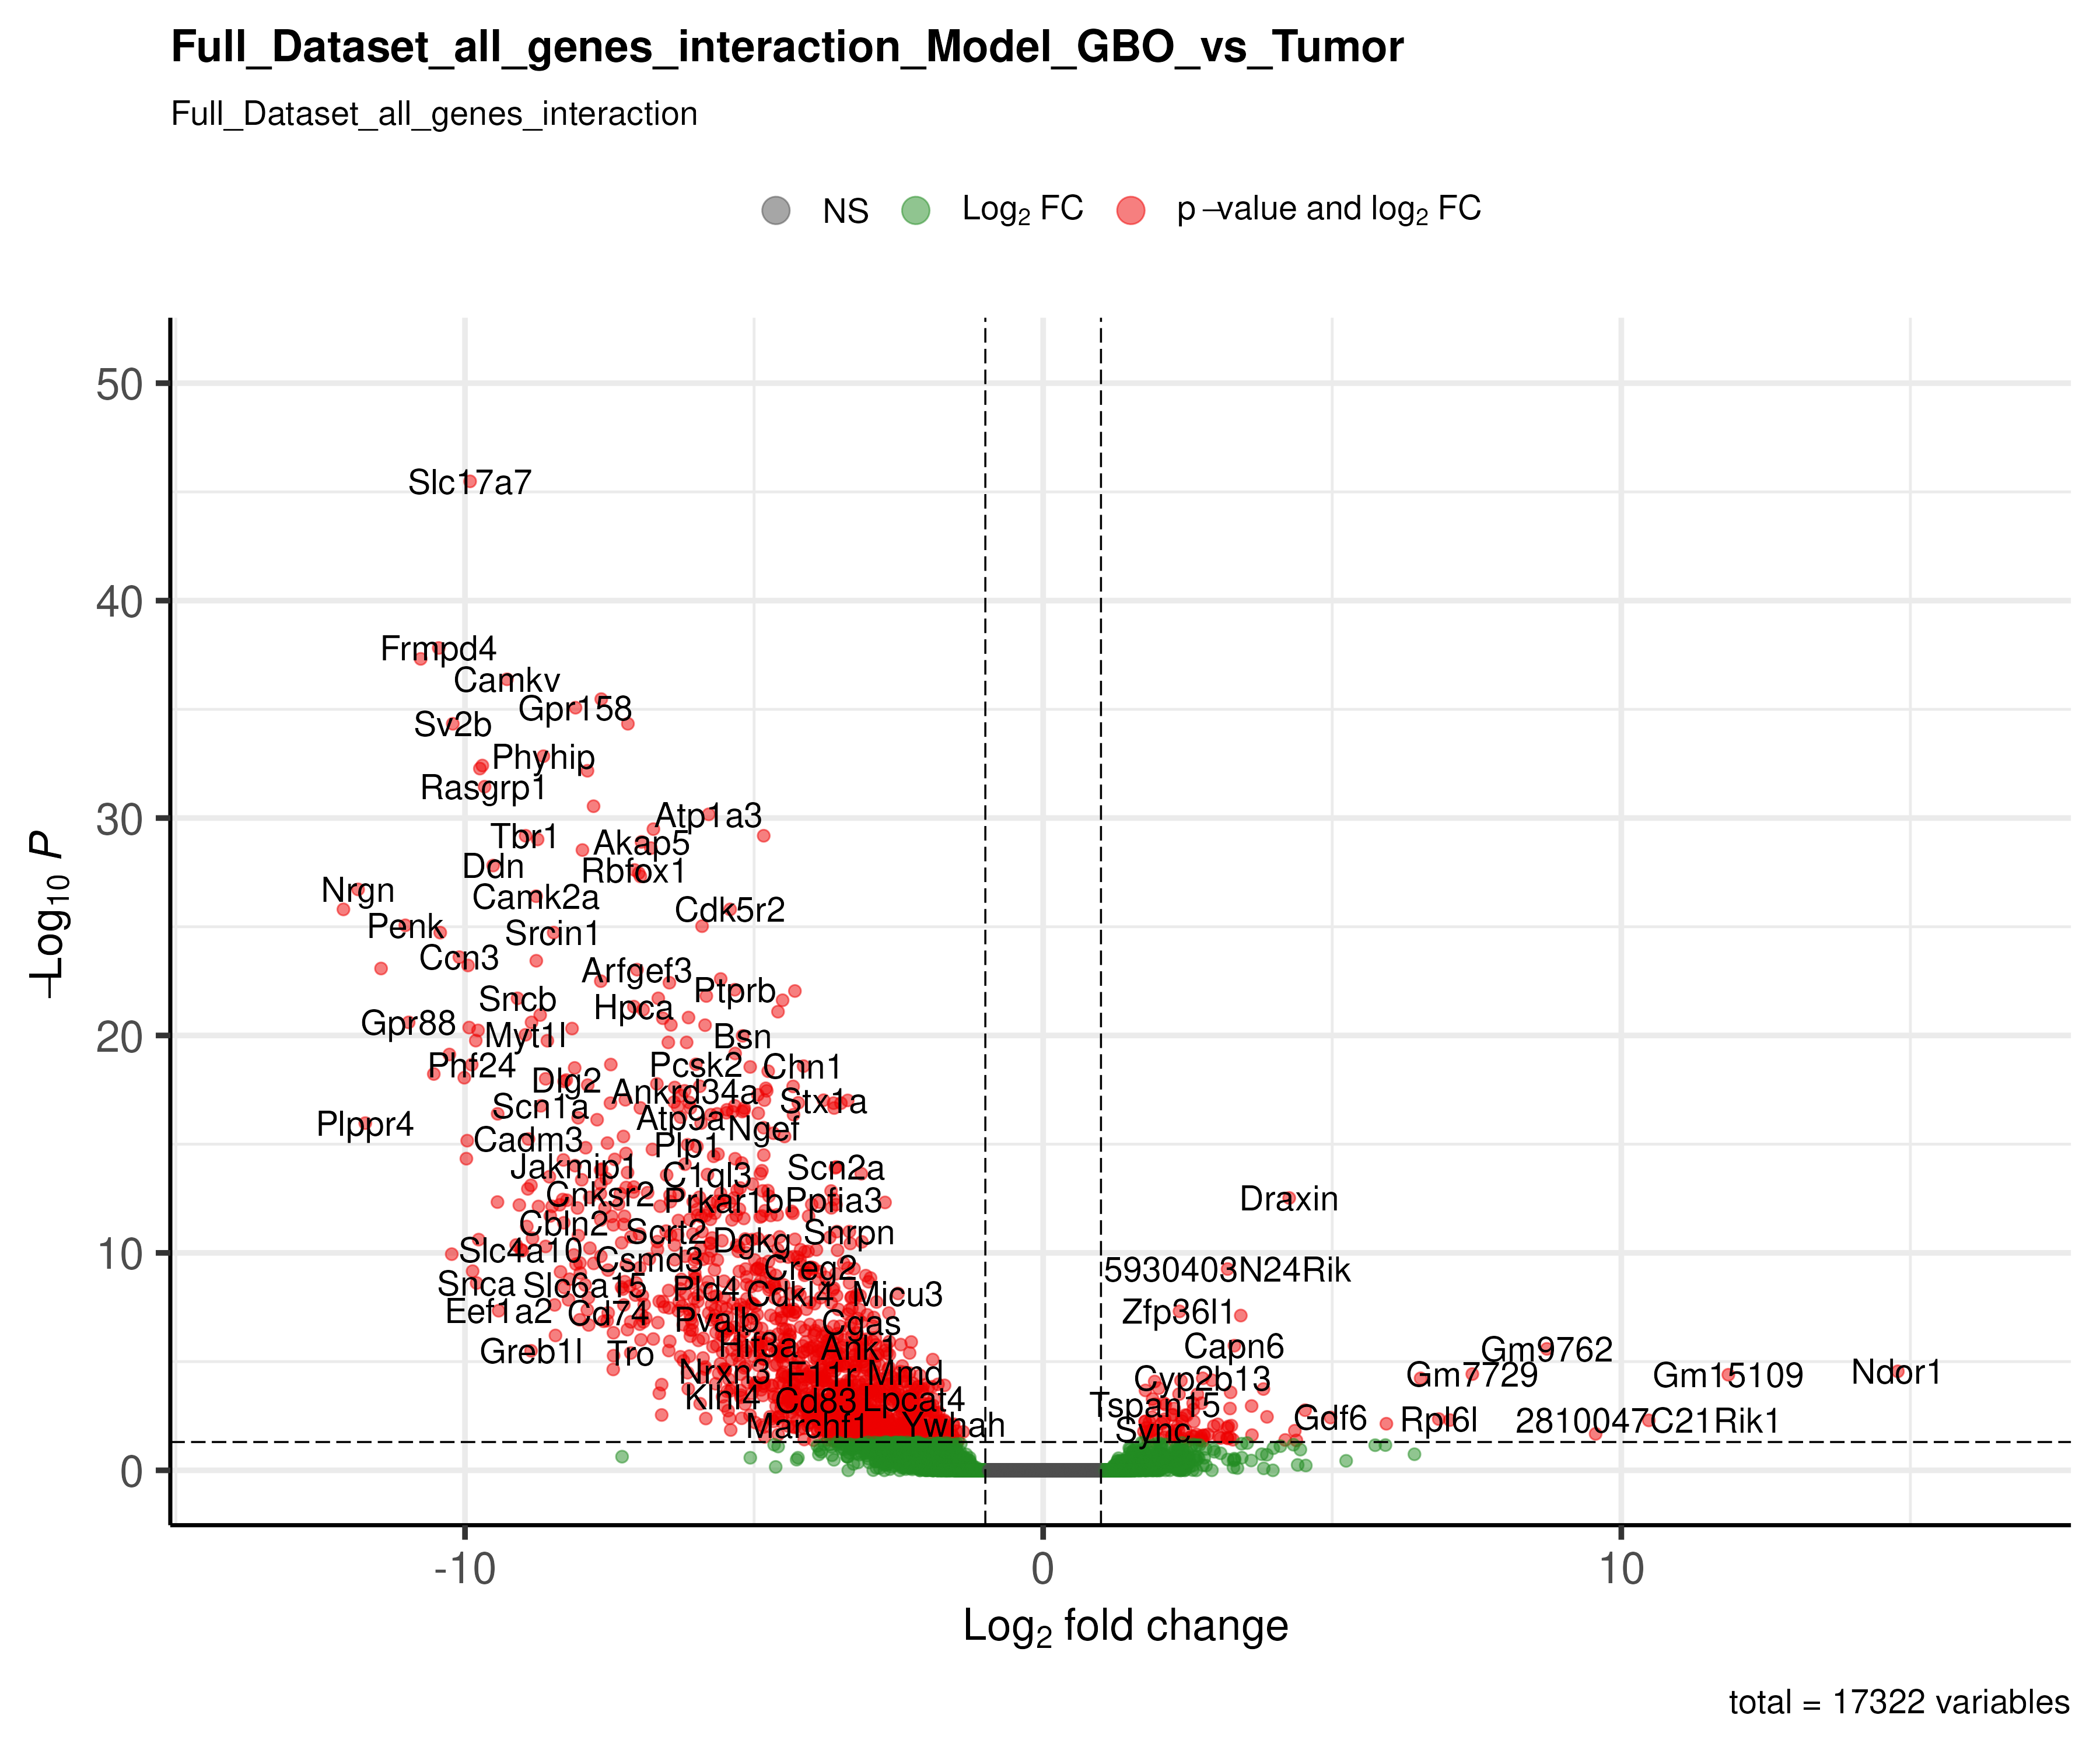 Full_Dataset_all_genes_interaction_Model_GBO_vs_Tumor
Full_Dataset_all_genes_interaction
NS
Log2 FC
p−value and log2 FC
50
40
30
20
10
0
−Log10 P
Slc17a7
Frmpd4
Camkv
Gpr158
Sv2b
Phyhip
Rasgrp1
Atp1a3
Tbr1
Akap5
Ddn
Rbfox1
Nrgn
Camk2a
Cdk5r2
Penk
Srcin1
Ccn3
Arfgef3
Ptprb
Sncb
Hpca
Gpr88
Myt1l
Bsn
Phf24
Pcsk2
Chn1
Dlg2
Ankrd34a
Scn1a
Stx1a
Plppr4
Atp9a
Ngef
Cadm3
Plp1
Jakmip1
C1ql3
Scn2a
Cnksr2
Prkar1b
Ppfia3
Draxin
Cbln2
Scrt2
Dgkg
Snrpn
Slc4a10
Csmd3
Creg2
5930403N24Rik
Snca
Slc6a15
Pld4
Cdkl4
Micu3
Eef1a2
Cd74
Pvalb
Cgas
Zfp36l1
Greb1l
Tro
Hif3a
Ank1
Capn6
Gm9762
Nrxn3
F11r
Mmd
Cyp2b13
Gm7729
Gm15109
Ndor1
Klhl4
Cd83
Lpcat4
Tspan15
Marchf1
Ywhah
Sync
Gdf6
Rpl6l
2810047C21Rik1
-10
0
10
Log2 fold change
total = 17322 variables